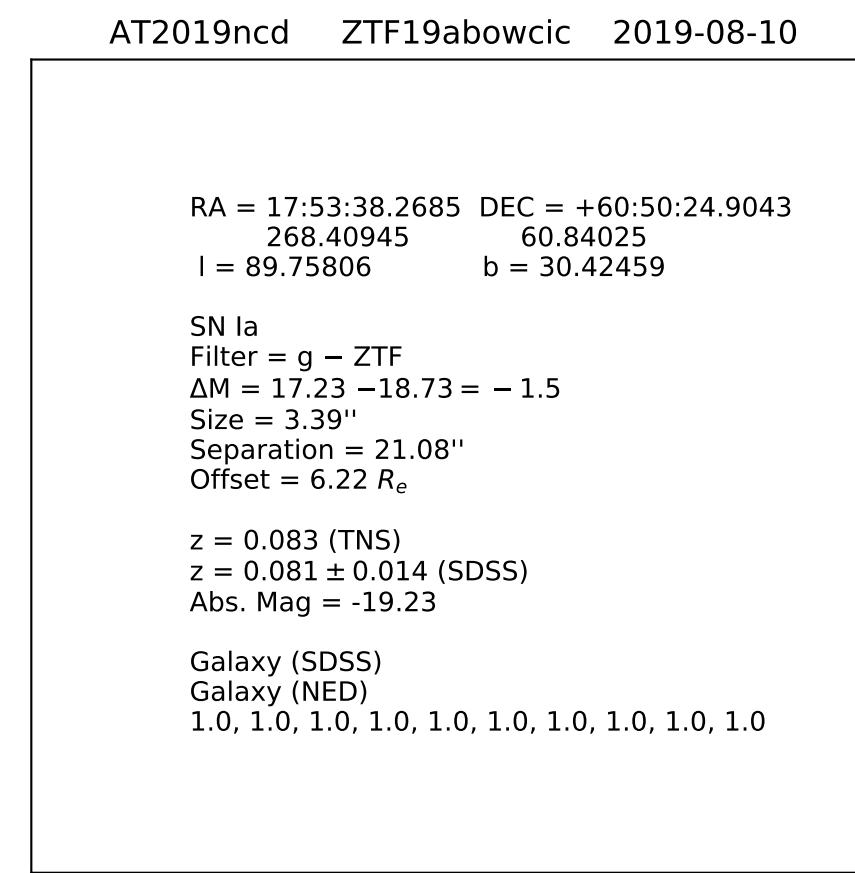 AT2019ncd ZTF19abowcic 2019-08-10
RA = 17:53:38.2685 DEC = +60:50:24.9043
268.40945 60.84025
l = 89.75806 b = 30.42459
SN Ia
Filter = g − ZTF
ΔM = 17.23 −18.73 = − 1.5
Size = 3.39''
Separation = 21.08''
Offset = 6.22 Re
z = 0.083 (TNS)
z = 0.081 ± 0.014 (SDSS)
Abs. Mag = -19.23
Galaxy (SDSS)
Galaxy (NED)
1.0, 1.0, 1.0, 1.0, 1.0, 1.0, 1.0, 1.0, 1.0, 1.0